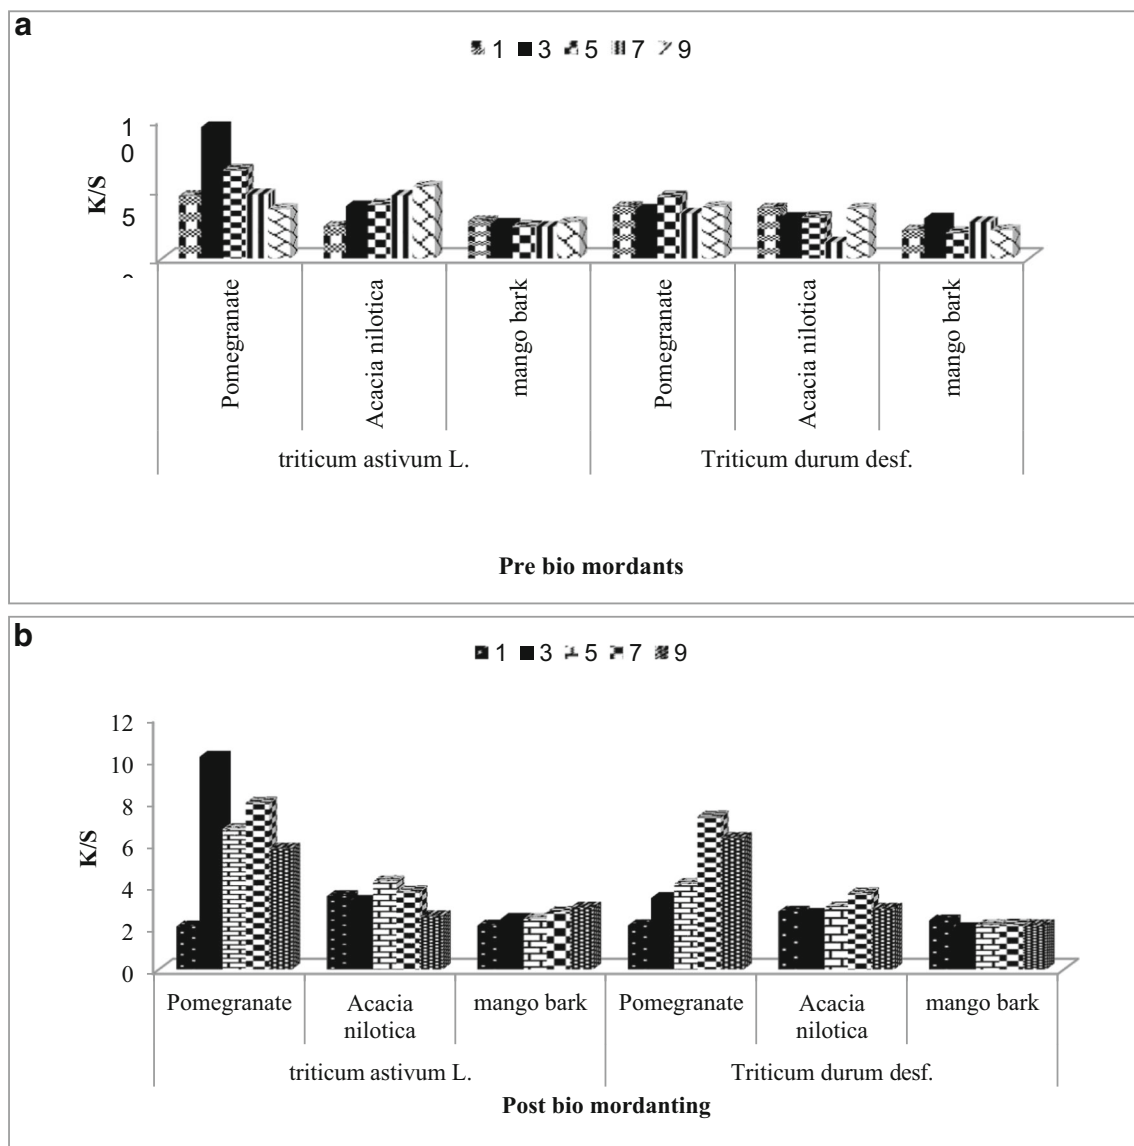 a
1 3 5 7 9
1
0
5
K/S
Pomegranate
Acacia nilotica
mango bark
Pomegranate
Acacia nilotica
mango bark
triticum astivum L.
Triticum durum desf.
Pre bio mordants
b
1 3 5 7 9
12
10
8
6
4
2
0
K/S
Pomegranate
Acacia
nilotica
mango bark
Pomegranate
Acacia
nilotica
mango bark
triticum astivum L.
Triticum durum desf.
Post bio mordanting